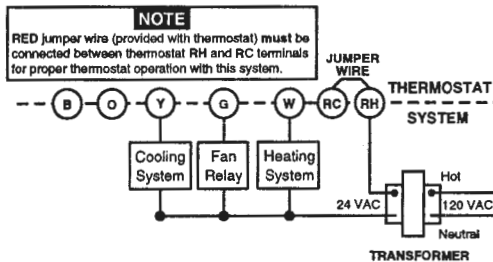 NOTE
RED jumper wire (provided with thermostat) must be
connected between thermostat RH and RC terminals
for proper thermostat operation with this system.
JUMPER
WIRE
THERMOSTAT
B O Y G W RC RH
SYSTEM
Cooling
System
Fan
Relay
Heating
System
Hot
24 VAC
120 VAC
Neutral
TRANSFORMER